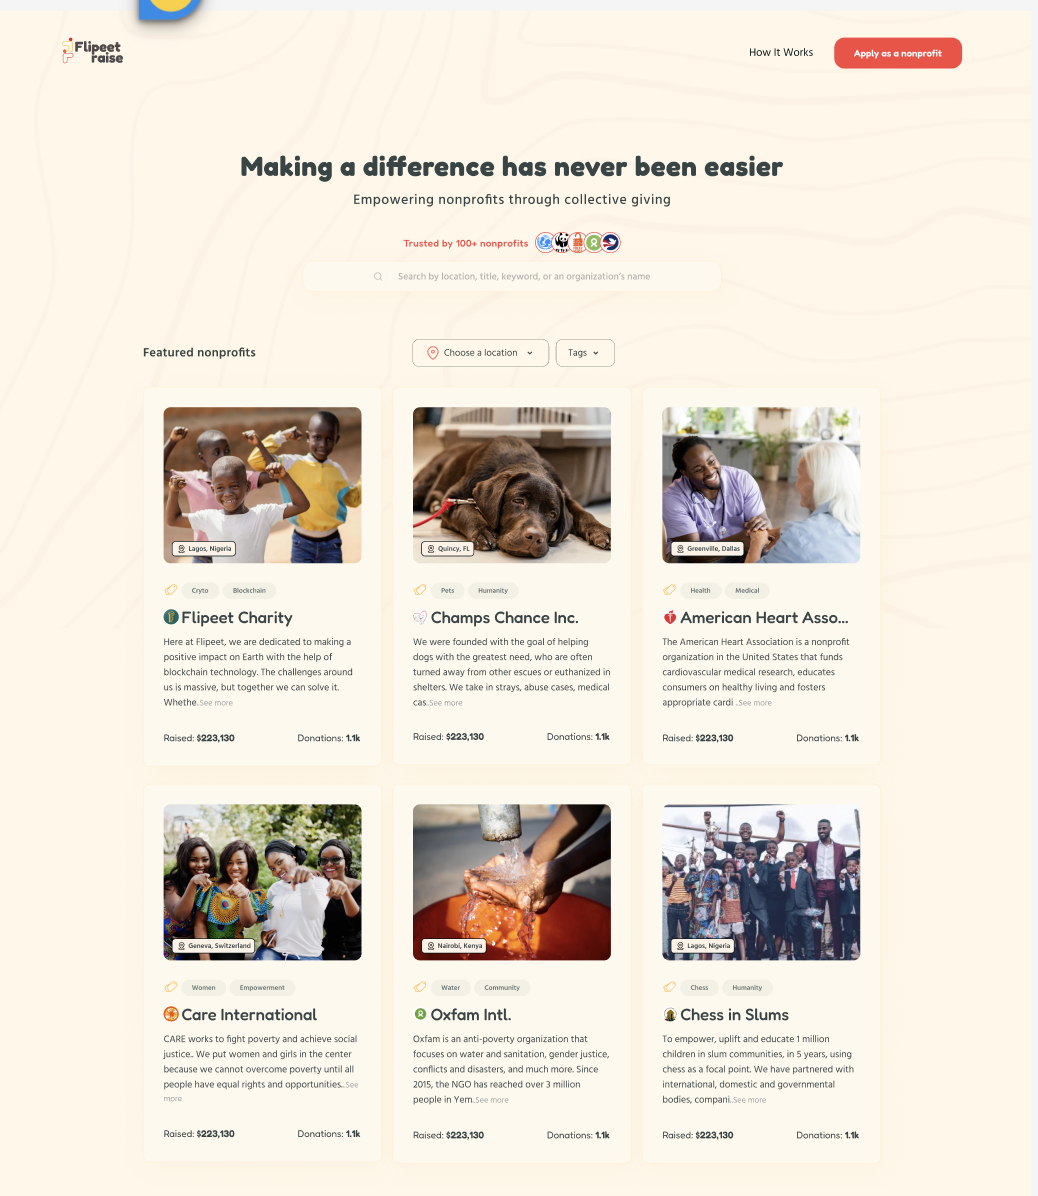 Flipeet
raise
How It Works
Apply as a nonprofit
Making a difference has never been easier
Empowering nonprofits through collective giving
Trusted by 100+ nonprofits
Search by location, title, keyword, or an organization's name
Featured nonprofits
Choose a location
Tags
Lagos, Nigeria
Cryto
Blockchain
Flipeet Charity
Here at Flipeet, we are dedicated to making a
positive impact on Earth with the help of
blockchain technology. The challenges around
us is massive, but together we can solve it.
Whethe..See more
Raised: $223,130
Donations: 1.1k
Quincy, FL
Pets
Humanity
Champs Chance Inc.
We were founded with the goal of helping
dogs with the greatest need, who are often
turned away from other escues or euthanized in
shelters. We take in strays, abuse cases, medical
cas..See more
Raised: $223,130
Donations: 1.1k
Greenville, Dallas
Health
Medical
American Heart Asso...
The American Heart Association is a nonprofit
organization in the United States that funds
cardiovascular medical research, educates
consumers on healthy living and fosters
appropriate cardi ..See more
Raised: $223,130
Donations: 1.1k
Geneva, Switzerland
Women
Empowerment
Care International
CARE works to fight poverty and achieve social
justice.. We put women and girls in the center
because we cannot overcome poverty until all
people have equal rights and opportunities...See
more
Raised: $223,130
Donations: 1.1k
Nairobi, Kenya
Water
Community
Oxfam Intl.
Oxfam is an anti-poverty organization that
focuses on water and sanitation, gender justice,
conflicts and disasters, and much more. Since
2015, the NGO has reached over 3 million
people in Yem..See more
Raised: $223,130
Donations: 1.1k
Lagos, Nigeria
Chess
Humanity
Chess in Slums
To empower, uplift and educate 1 million
children in slum communities, in 5 years, using
chess as a focal point. We have partnered with
international, domestic and governmental
bodies, compani..See more
Raised: $223,130
Donations: 1.1k